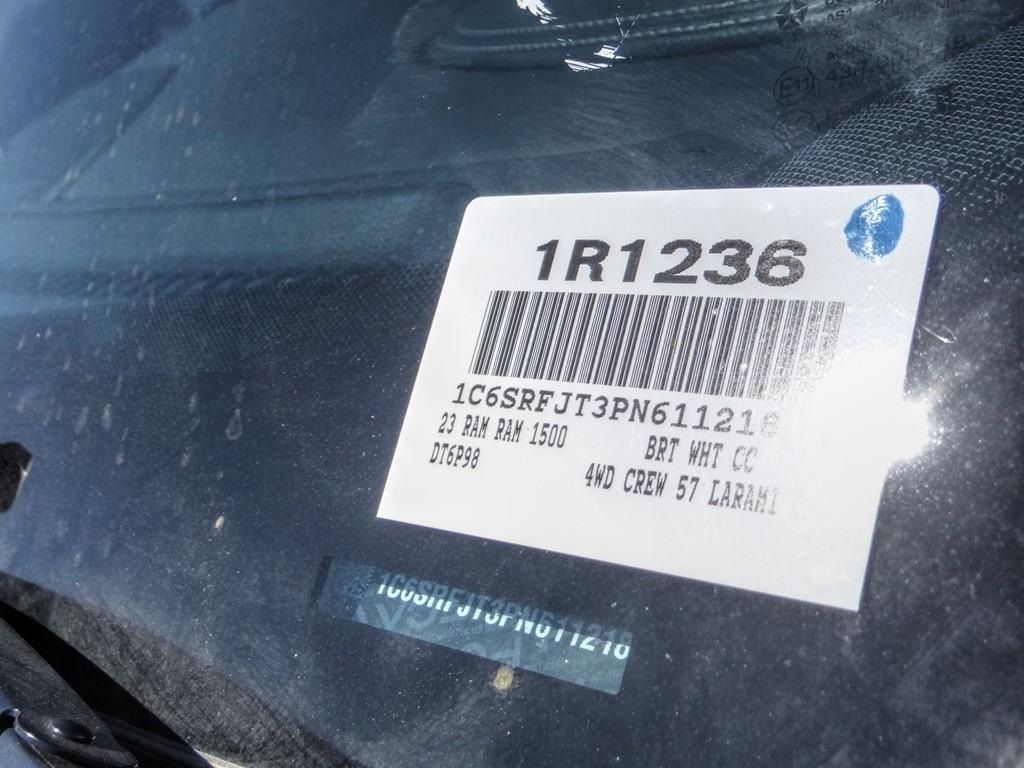 1R1236
1C6SRFJT3PN611218
23 RAM RAM 1500 BRT WHT CC
DT6P98 4WD CREW 57 LARAMI
1C6SRFJT3PN611218